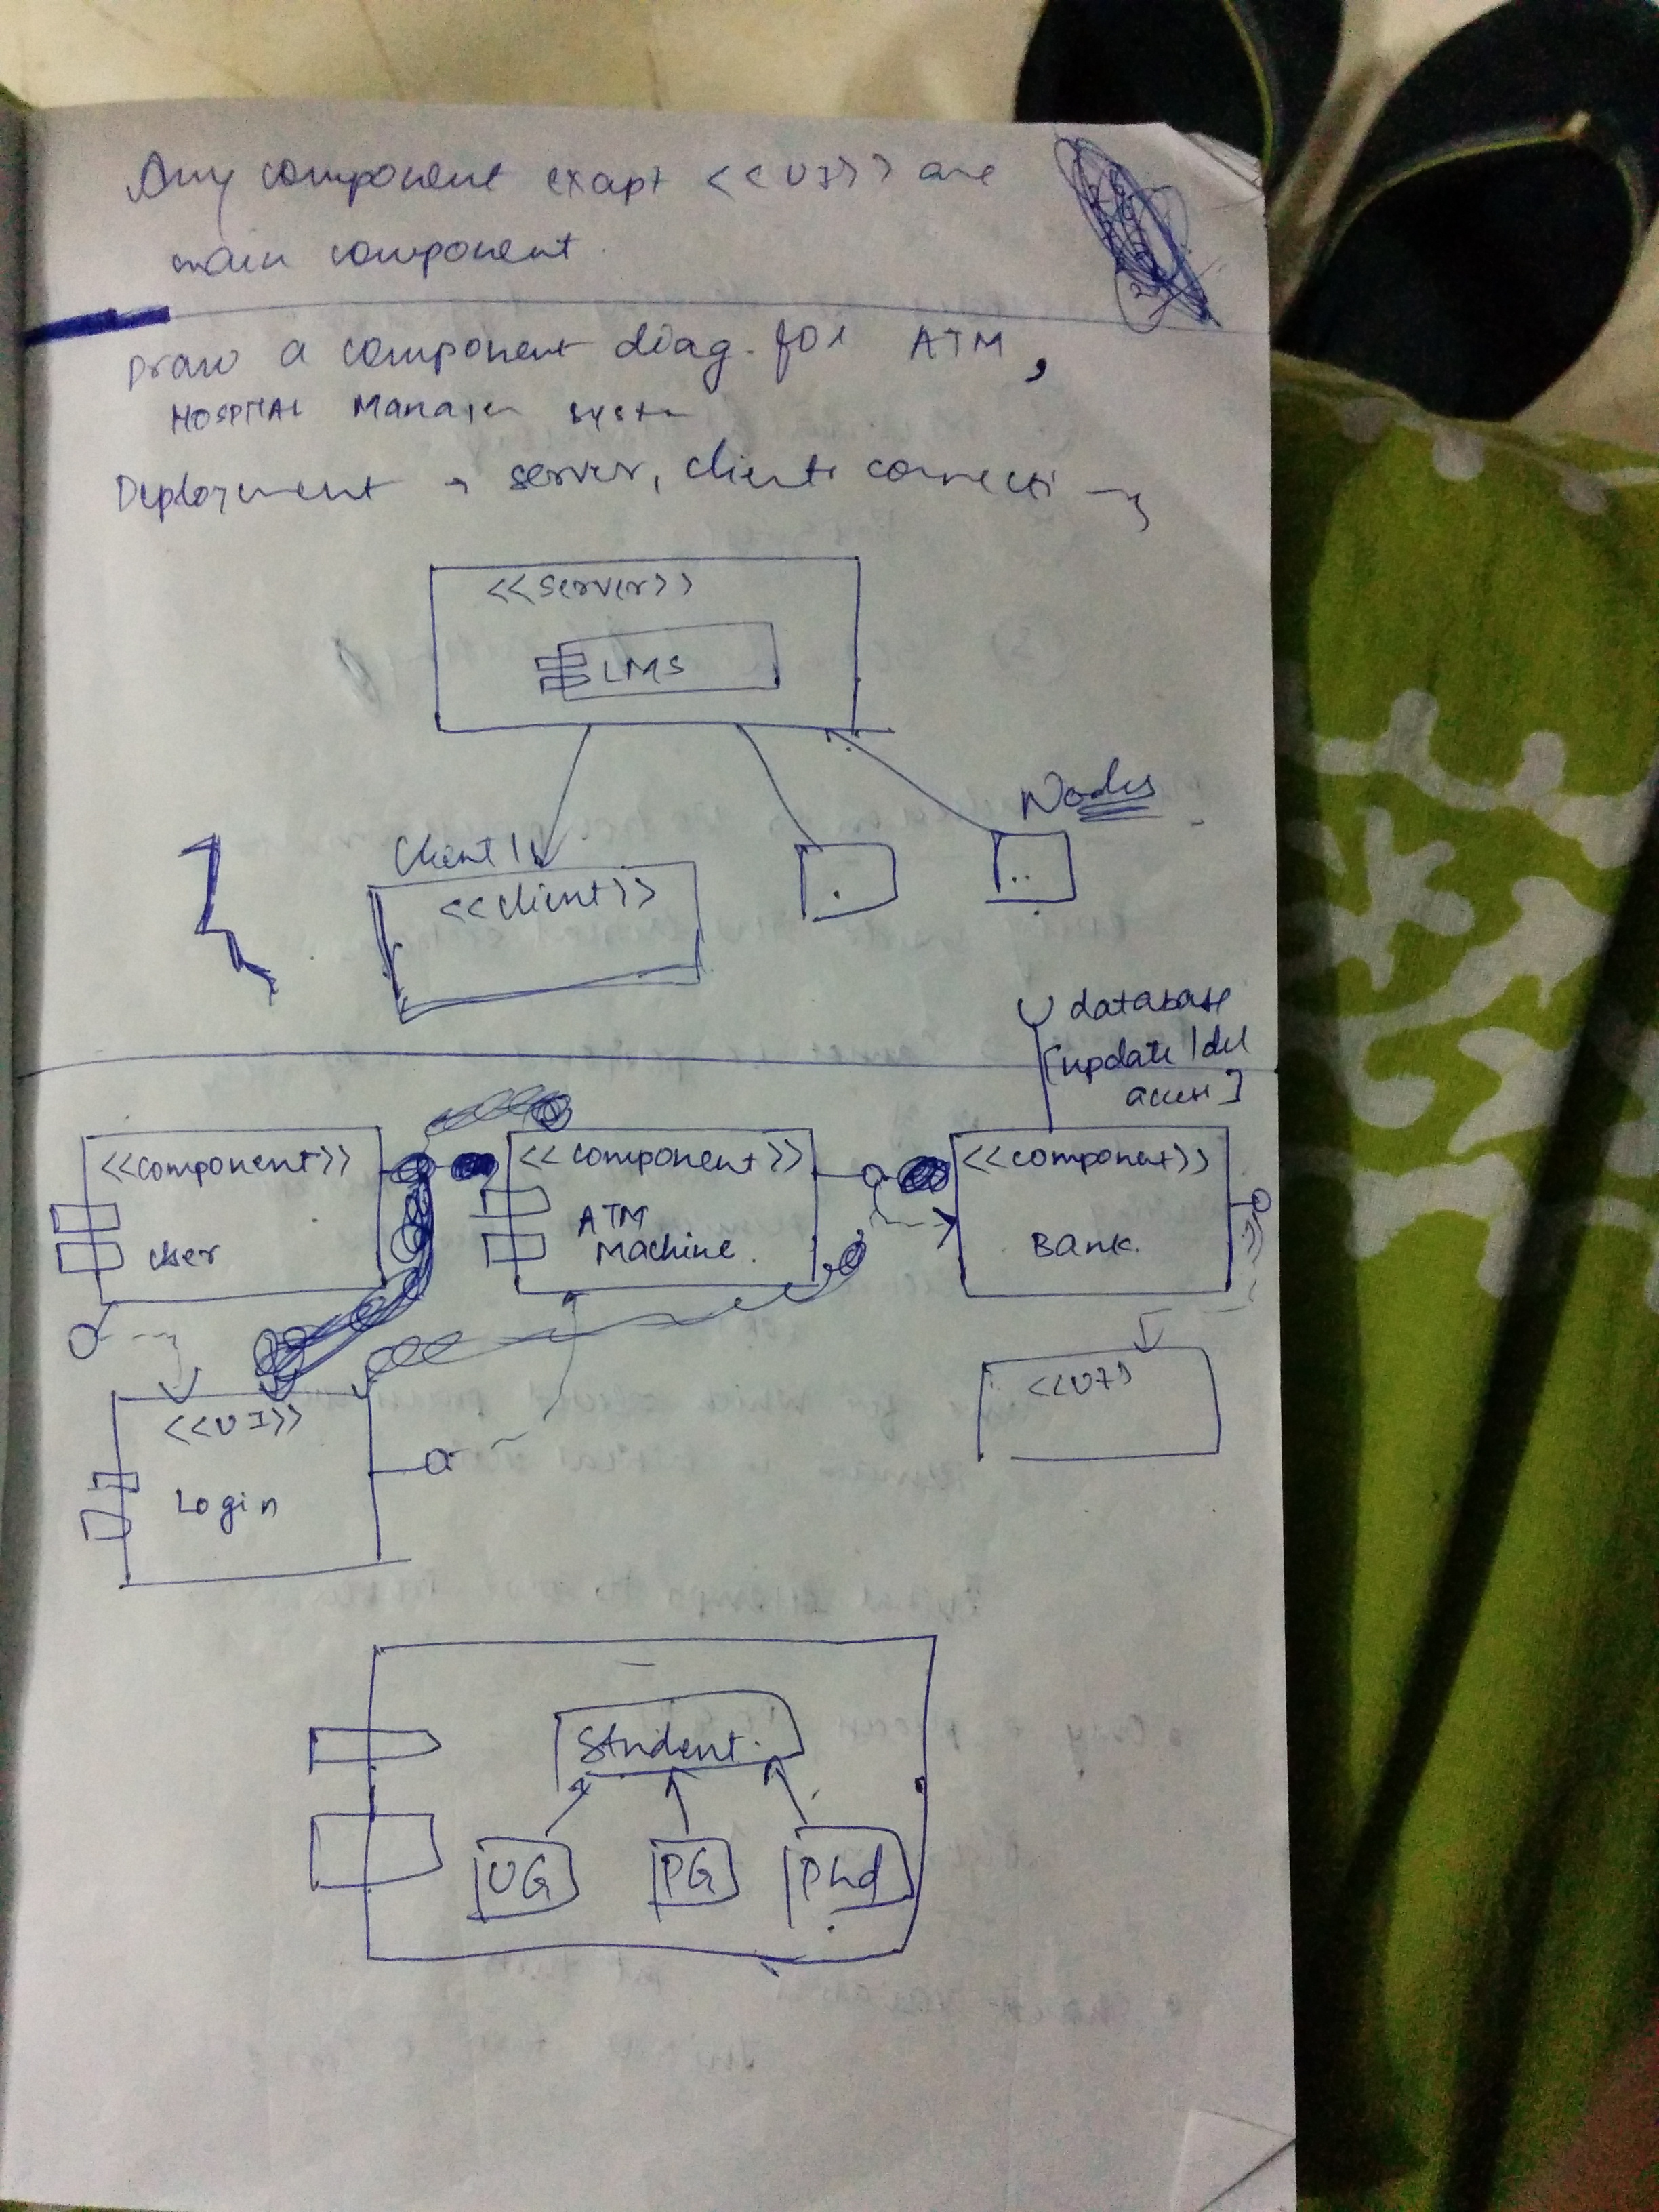 Any component exapt <<UI>> are
main component.
Draw a component diag. for ATM,
HOSPITAL Manager syste
Deployment → server, client connecti
<<server>>
LMS
Nodes
Client 1
<<client>>
database
[update/del
access]
<<component>>
<<component>>
<<component>>
User
ATM
Machine.
Bank.
<<UI>>
<<UI>>
Login
Student.
UG
PG
Phd